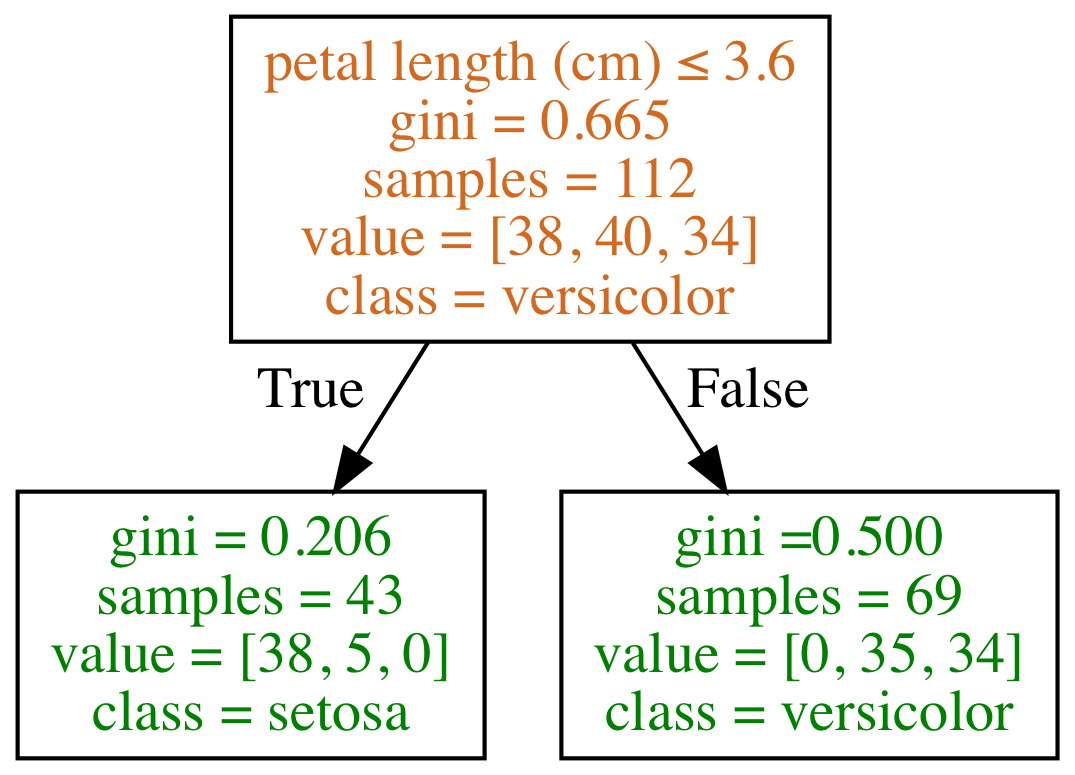 petal length (cm) ≤ 3.6
gini = 0.665
samples = 112
value = [38, 40, 34]
class = versicolor
True
False
gini = 0.206
samples = 43
value = [38, 5, 0]
class = setosa
gini =0.500
samples = 69
value = [0, 35, 34]
class = versicolor